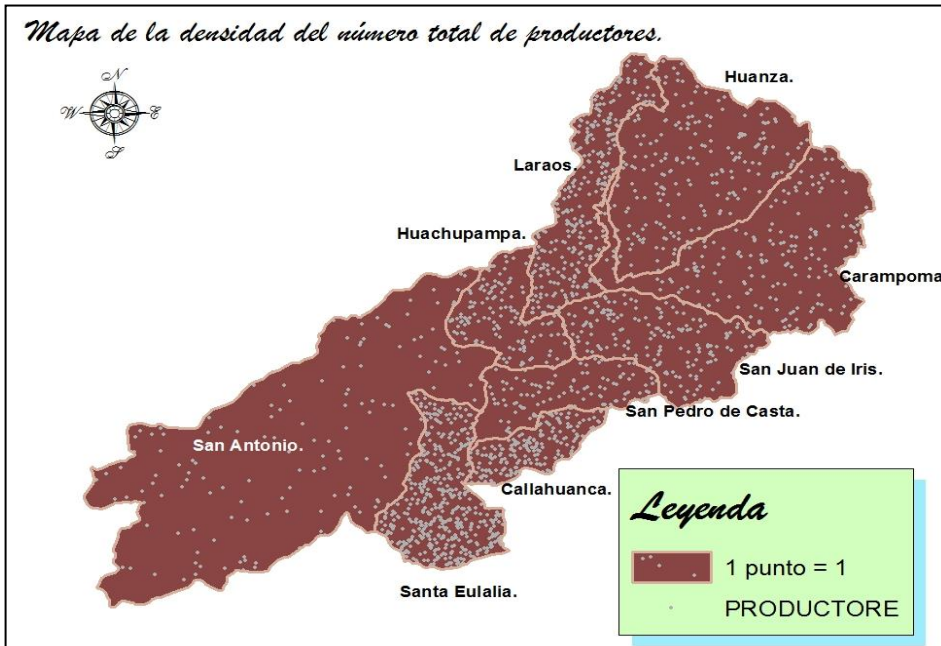 Mapa de la densidad del número total de productores.
N
W E
S
Huanza.
Laraos.
Huachupampa.
Carampoma
San Juan de Iris.
San Pedro de Casta.
San Antonio.
Callahuanca.
Santa Eulalia.
Leyenda
1 punto = 1
PRODUCTORE